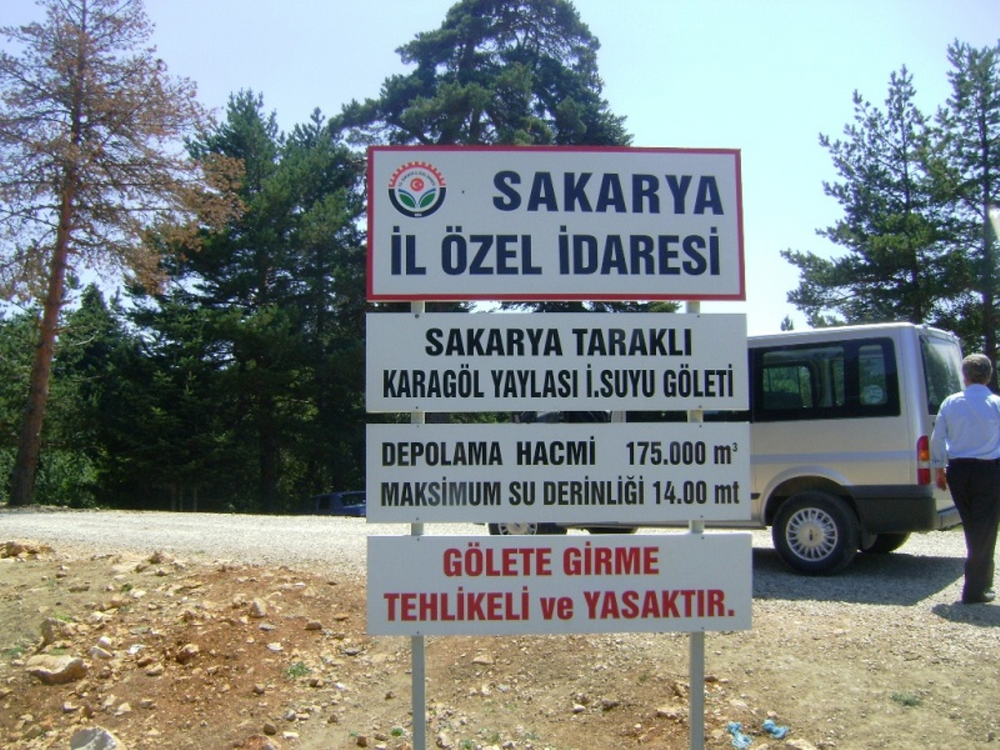 SAKARYA
İL ÖZEL İDARESİ
SAKARYA TARAKLI
KARAGÖL YAYLASI İ.SUYU GÖLETİ
DEPOLAMA HACMİ 175.000 m³
MAKSİMUM SU DERİNLİĞİ 14.00 mt
GÖLETE GİRME
TEHLİKELİ ve YASAKTIR.